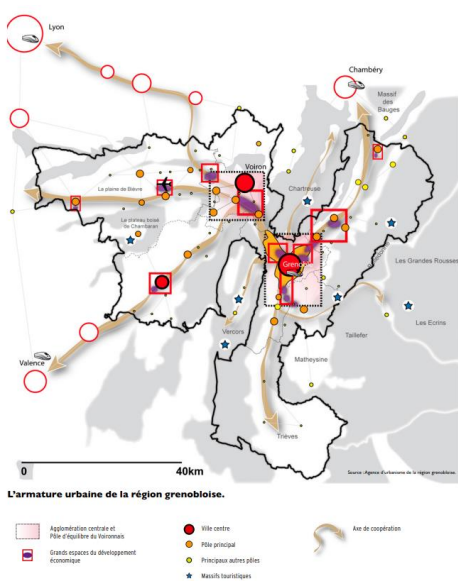 Lyon
Chambéry
Massif
des
Bauges
Voiron
La plaine de Bièvre
Chartreuse
Le plateau boisé
de Chambaran
Grenoble
Les Grandes Rousses
Vercors
Les Ecrins
Taillefer
Valence
Matheysine
Trièves
0
40km
Source : Agence d'urbanisme de la région grenobloise.
L'armature urbaine de la région grenobloise.
Agglomération centrale et
Pôle d'équilibre du Voironnais
Grands espaces du développement
économique
Ville centre
Pôle principal
Principaux autres pôles
Massifs touristiques
Axe de coopération